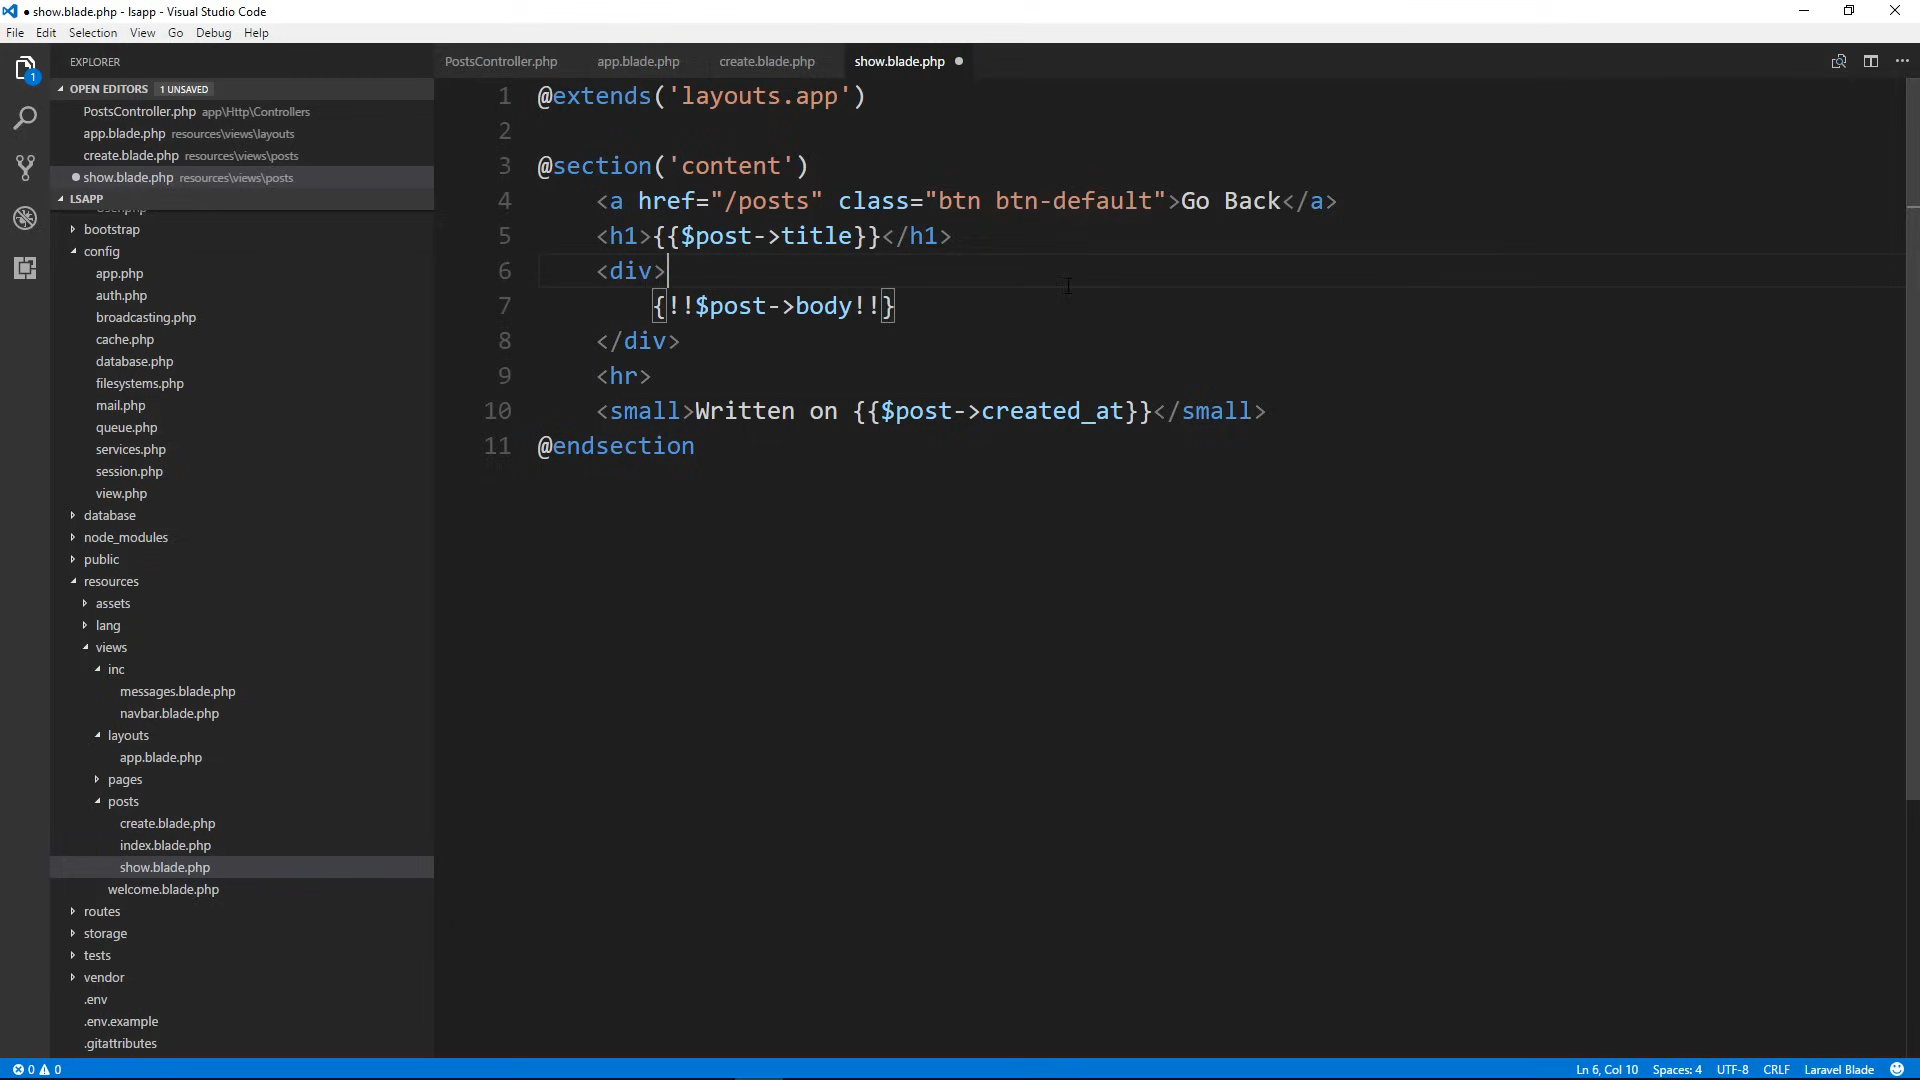 ● show.blade.php - lsapp - Visual Studio Code
File Edit Selection View Go Debug Help
EXPLORER
OPEN EDITORS 1 UNSAVED
PostsController.php app\Http\Controllers
app.blade.php resources\views\layouts
create.blade.php resources\views\posts
show.blade.php resources\views\posts
LSAPP
bootstrap
config
app.php
auth.php
broadcasting.php
cache.php
database.php
filesystems.php
mail.php
queue.php
services.php
session.php
view.php
database
node_modules
public
resources
assets
lang
views
inc
messages.blade.php
navbar.blade.php
layouts
app.blade.php
pages
posts
create.blade.php
index.blade.php
show.blade.php
welcome.blade.php
routes
storage
tests
vendor
.env
.env.example
.gitattributes
1
PostsController.php app.blade.php create.blade.php show.blade.php
1 @extends('layouts.app')
2
3 @section('content')
4 <a href="/posts" class="btn btn-default">Go Back</a>
5 <h1>{{$post->title}}</h1>
6 <div>
7 {!!$post->body!!}
8 </div>
9 <hr>
10 <small>Written on {{$post->created_at}}</small>
11 @endsection
0 0 Ln 6, Col 10 Spaces: 4 UTF-8 CRLF Laravel Blade